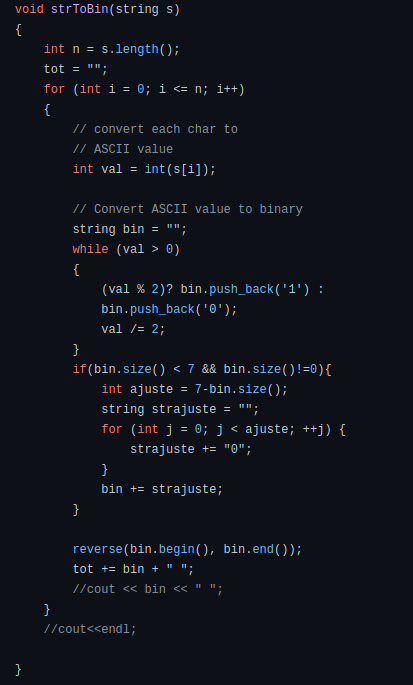 void strToBin(string s)
{
    int n = s.length();
    tot = "";
    for (int i = 0; i <= n; i++)
    {
        // convert each char to
        // ASCII value
        int val = int(s[i]);

        // Convert ASCII value to binary
        string bin = "";
        while (val > 0)
        {
            (val % 2)? bin.push_back('1') :
            bin.push_back('0');
            val /= 2;
        }
        if(bin.size() < 7 && bin.size()!=0){
            int ajuste = 7-bin.size();
            string strajuste = "";
            for (int j = 0; j < ajuste; ++j) {
                strajuste += "0";
            }
            bin += strajuste;
        }

        reverse(bin.begin(), bin.end());
        tot += bin + " ";
        //cout << bin << " ";
    }
    //cout<<endl;

}